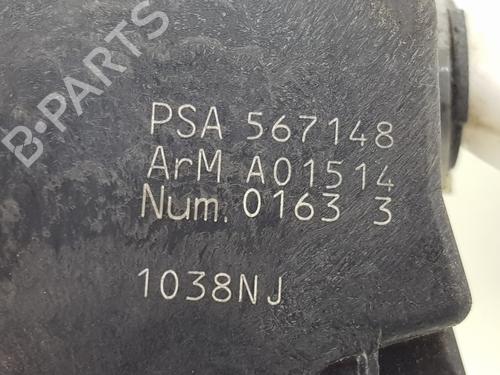 B-PARTS
PSA 567148
ArM A01514
Num. 0163 3
1038NJ